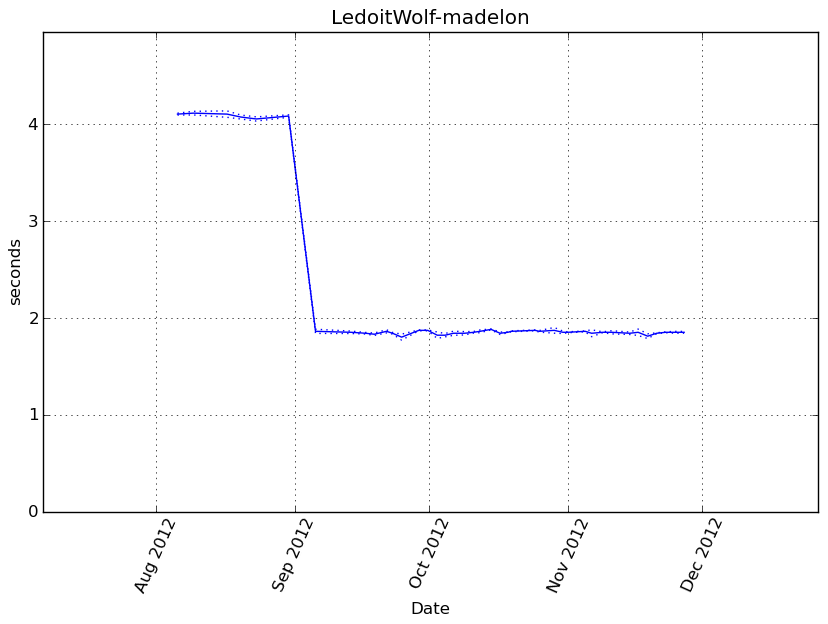 LedoitWolf-madelon
seconds
4
3
2
1
0
Aug 2012
Sep 2012
Oct 2012
Nov 2012
Dec 2012
Date